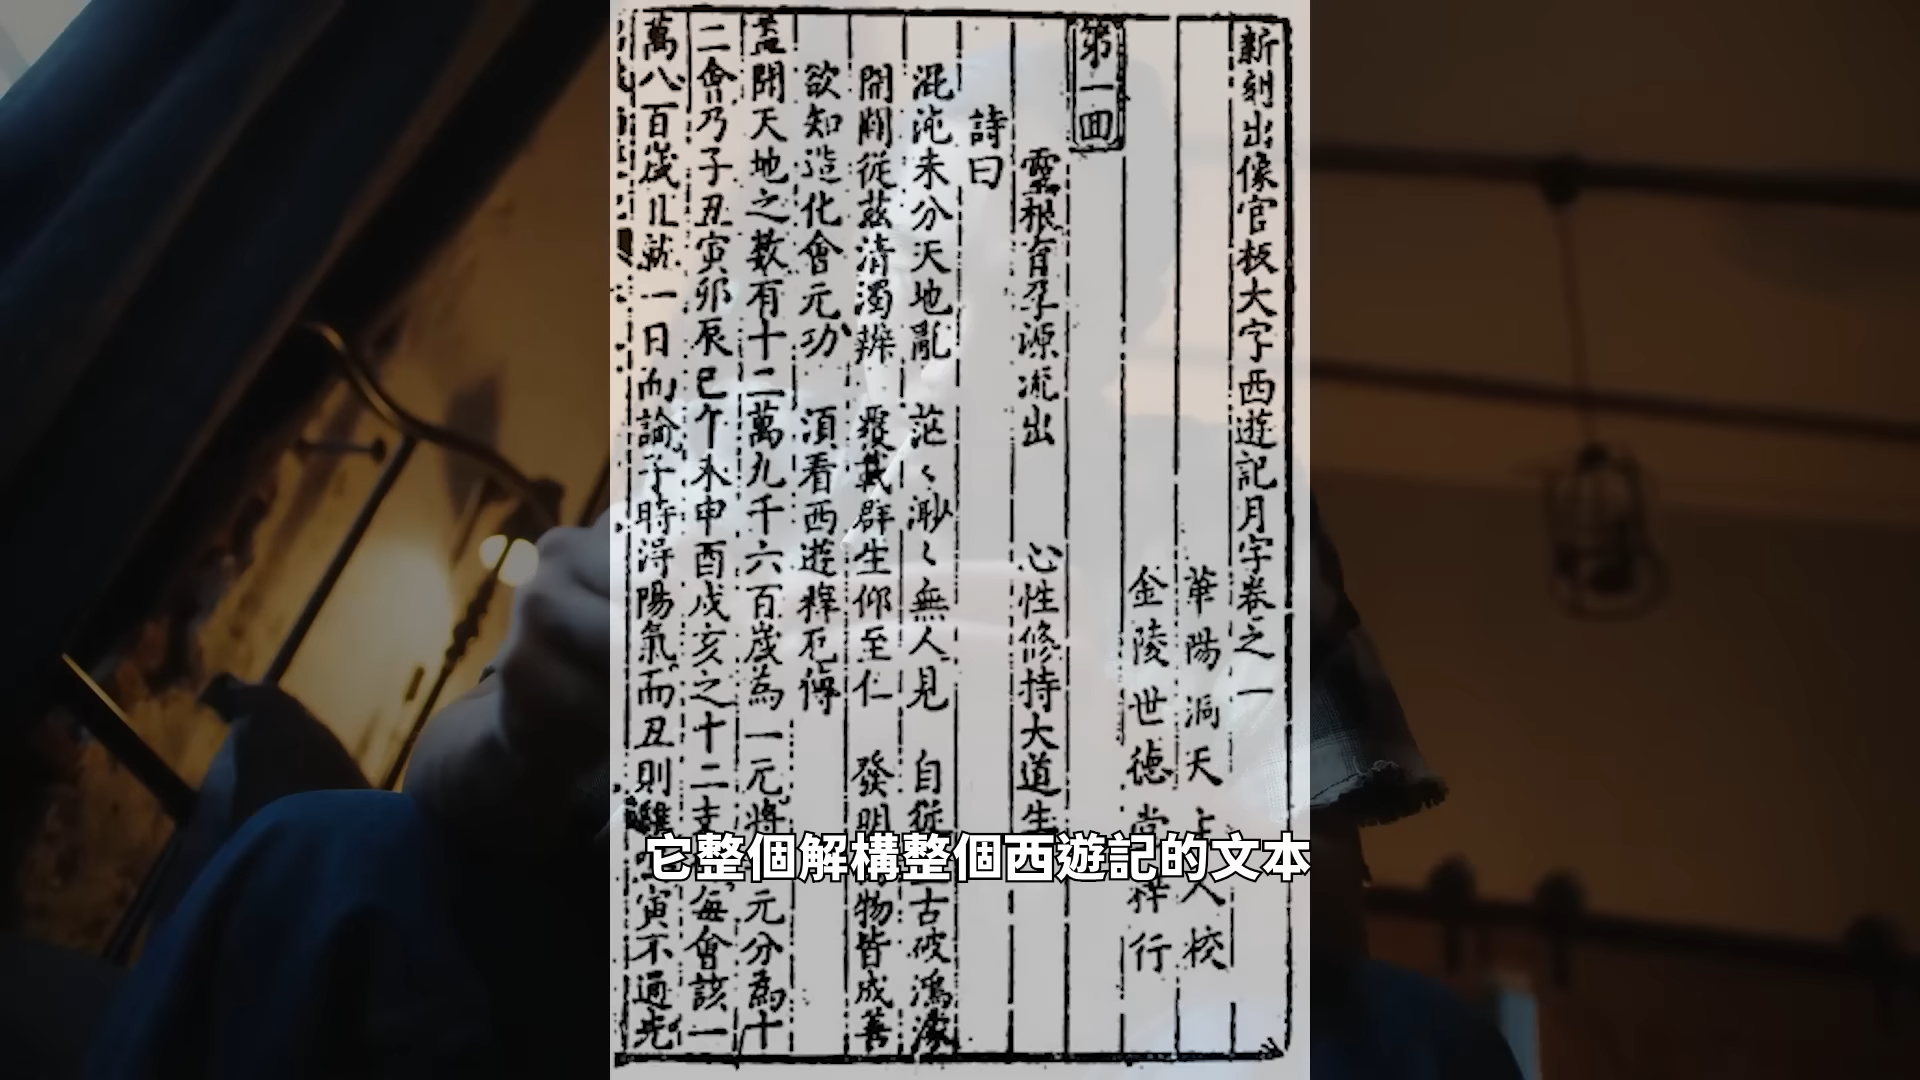 新刻出像官板大字西遊記月字卷之一
華陽洞天主人校
金陵世德堂梓行
第一回
靈根育孕源流出 心性修持大道生
詩曰
混沌未分天地亂 茫〻渺〻無人見 自從古破鴻濛
開闢從茲清濁辨 覆載群生仰至仁 發明物皆成善
欲知造化會元功 須看西遊釋厄傳
蓋聞天地之數有十二萬九千六百歲為一元將元分為十
二會乃子丑寅卯辰巳午未申酉戌亥之十二支每會該一
萬八百歲且就一日而論子時得陽氣而丑則雞寅不通光
它整個解構整個西遊記的文本